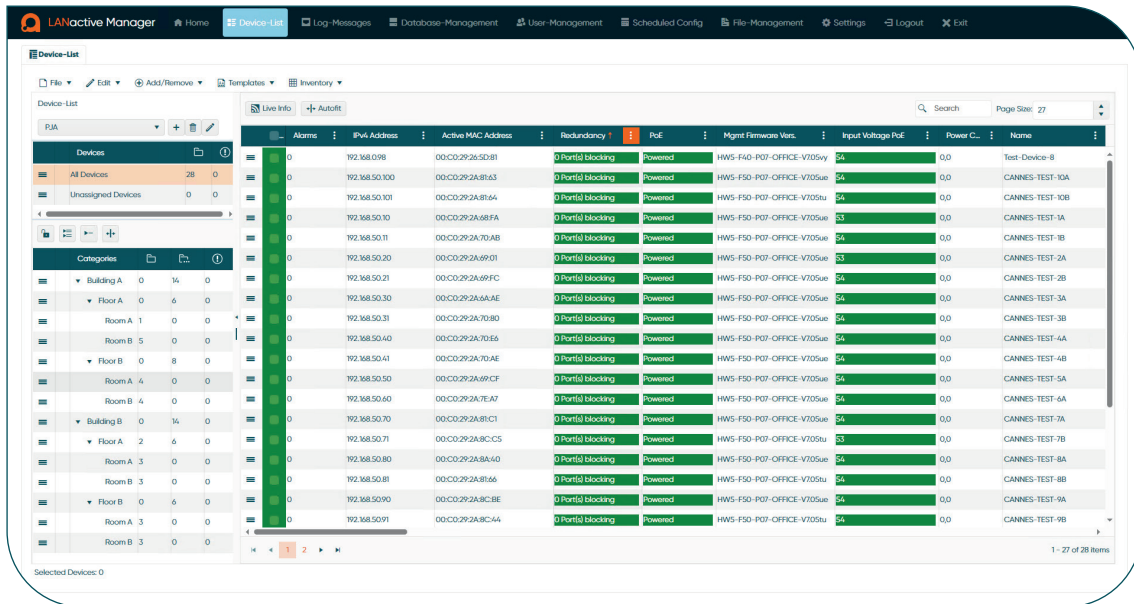 LANactive Manager Home Device-List Log-Messages Database-Management User-Management Scheduled Config File-Management Settings Logout Exit
Device-List
File Edit Add/Remove Templates Inventory
Device-List
PJA
Live Info Autofit Search Page Size: 27
Devices
All Devices 28 0
Unassigned Devices 0 0
Categories
Building A 0 14 0
Floor A 0 6 0
Room A 1 0 0
Room B 5 0 0
Floor B 0 8 0
Room A 4 0 0
Room B 4 0 0
Building B 0 14 0
Floor A 2 6 0
Room A 3 0 0
Room B 3 0 0
Floor B 0 6 0
Room A 3 0 0
Room B 3 0 0
... Alarms IPv4 Address Active MAC Address Redundancy ↑ PoE Mgmt Firmware Vers. Input Voltage PoE Power C... Name
0 192.168.0.98 00:C0:29:26:5D:81 0 Port(s) blocking Powered HW5-F40-P07-OFFICE-V7.05vy 54 0,0 Test-Device-8
0 192.168.50.100 00:C0:29:2A:81:63 0 Port(s) blocking Powered HW5-F50-P07-OFFICE-V7.05ue 54 0,0 CANNES-TEST-10A
0 192.168.50.101 00:C0:29:2A:81:64 0 Port(s) blocking Powered HW5-F50-P07-OFFICE-V7.05tu 54 0,0 CANNES-TEST-10B
0 192.168.50.10 00:C0:29:2A:68:FA 0 Port(s) blocking Powered HW5-F50-P07-OFFICE-V7.05ue 53 0,0 CANNES-TEST-1A
0 192.168.50.11 00:C0:29:2A:70:AB 0 Port(s) blocking Powered HW5-F50-P07-OFFICE-V7.05ue 54 0,0 CANNES-TEST-1B
0 192.168.50.20 00:C0:29:2A:69:01 0 Port(s) blocking Powered HW5-F50-P07-OFFICE-V7.05ue 53 0,0 CANNES-TEST-2A
0 192.168.50.21 00:C0:29:2A:69:FC 0 Port(s) blocking Powered HW5-F50-P07-OFFICE-V7.05ue 54 0,0 CANNES-TEST-2B
0 192.168.50.30 00:C0:29:2A:6A:AE 0 Port(s) blocking Powered HW5-F50-P07-OFFICE-V7.05ue 54 0,0 CANNES-TEST-3A
0 192.168.50.31 00:C0:29:2A:70:80 0 Port(s) blocking Powered HW5-F50-P07-OFFICE-V7.05ue 54 0,0 CANNES-TEST-3B
0 192.168.50.40 00:C0:29:2A:70:E6 0 Port(s) blocking Powered HW5-F50-P07-OFFICE-V7.05ue 54 0,0 CANNES-TEST-4A
0 192.168.50.41 00:C0:29:2A:70:AE 0 Port(s) blocking Powered HW5-F50-P07-OFFICE-V7.05ue 54 0,0 CANNES-TEST-4B
0 192.168.50.50 00:C0:29:2A:69:CF 0 Port(s) blocking Powered HW5-F50-P07-OFFICE-V7.05ue 54 0,0 CANNES-TEST-5A
0 192.168.50.60 00:C0:29:2A:7E:A7 0 Port(s) blocking Powered HW5-F50-P07-OFFICE-V7.05ue 54 0,0 CANNES-TEST-6A
0 192.168.50.70 00:C0:29:2A:81:C1 0 Port(s) blocking Powered HW5-F50-P07-OFFICE-V7.05ue 54 0,0 CANNES-TEST-7A
0 192.168.50.71 00:C0:29:2A:8C:C5 0 Port(s) blocking Powered HW5-F50-P07-OFFICE-V7.05tu 53 0,0 CANNES-TEST-7B
0 192.168.50.80 00:C0:29:2A:8A:40 0 Port(s) blocking Powered HW5-F50-P07-OFFICE-V7.05ue 54 0,0 CANNES-TEST-8A
0 192.168.50.81 00:C0:29:2A:81:66 0 Port(s) blocking Powered HW5-F50-P07-OFFICE-V7.05tu 54 0,0 CANNES-TEST-8B
0 192.168.50.90 00:C0:29:2A:8C:BE 0 Port(s) blocking Powered HW5-F50-P07-OFFICE-V7.05ue 54 0,0 CANNES-TEST-9A
0 192.168.50.91 00:C0:29:2A:8C:44 0 Port(s) blocking Powered HW5-F50-P07-OFFICE-V7.05tu 54 0,0 CANNES-TEST-9B
1 2 1 - 27 of 28 items
Selected Devices: 0